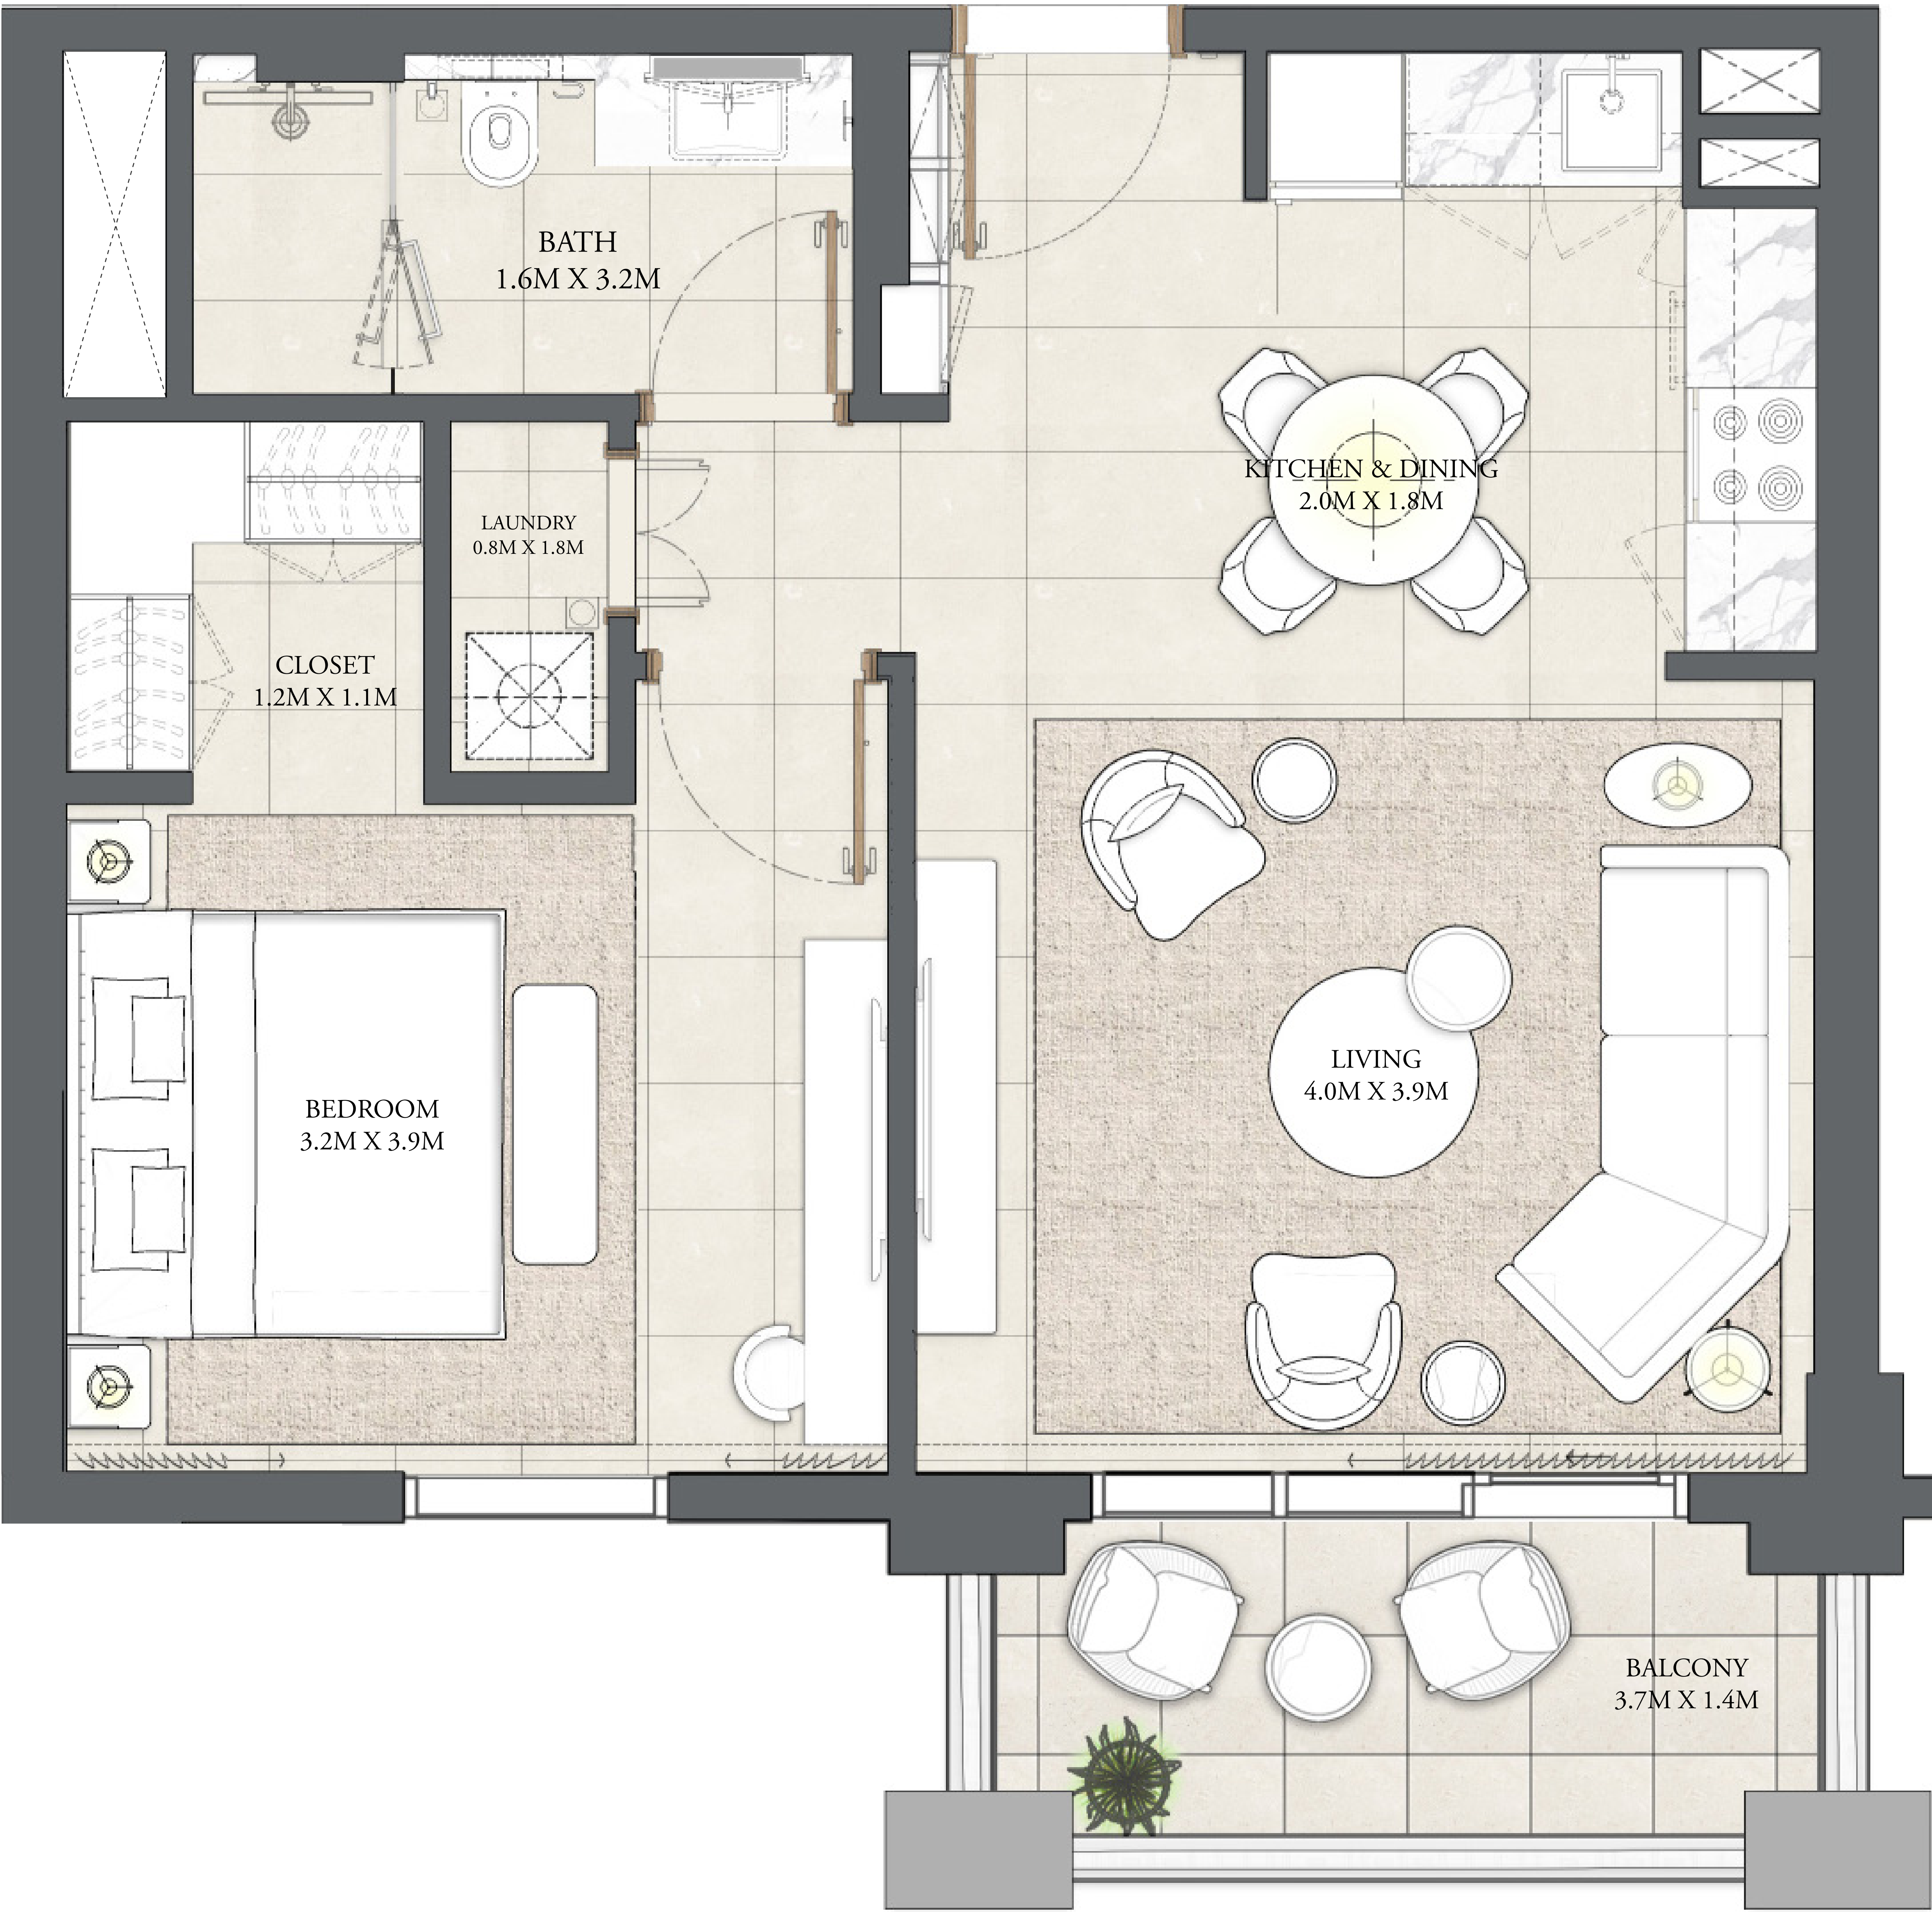 BATH
1.6M X 3.2M
KITCHEN & DINING
2.0M X 1.8M
LAUNDRY
0.8M X 1.8M
CLOSET
1.2M X 1.1M
LIVING
4.0M X 3.9M
BEDROOM
3.2M X 3.9M
BALCONY
3.7M X 1.4M